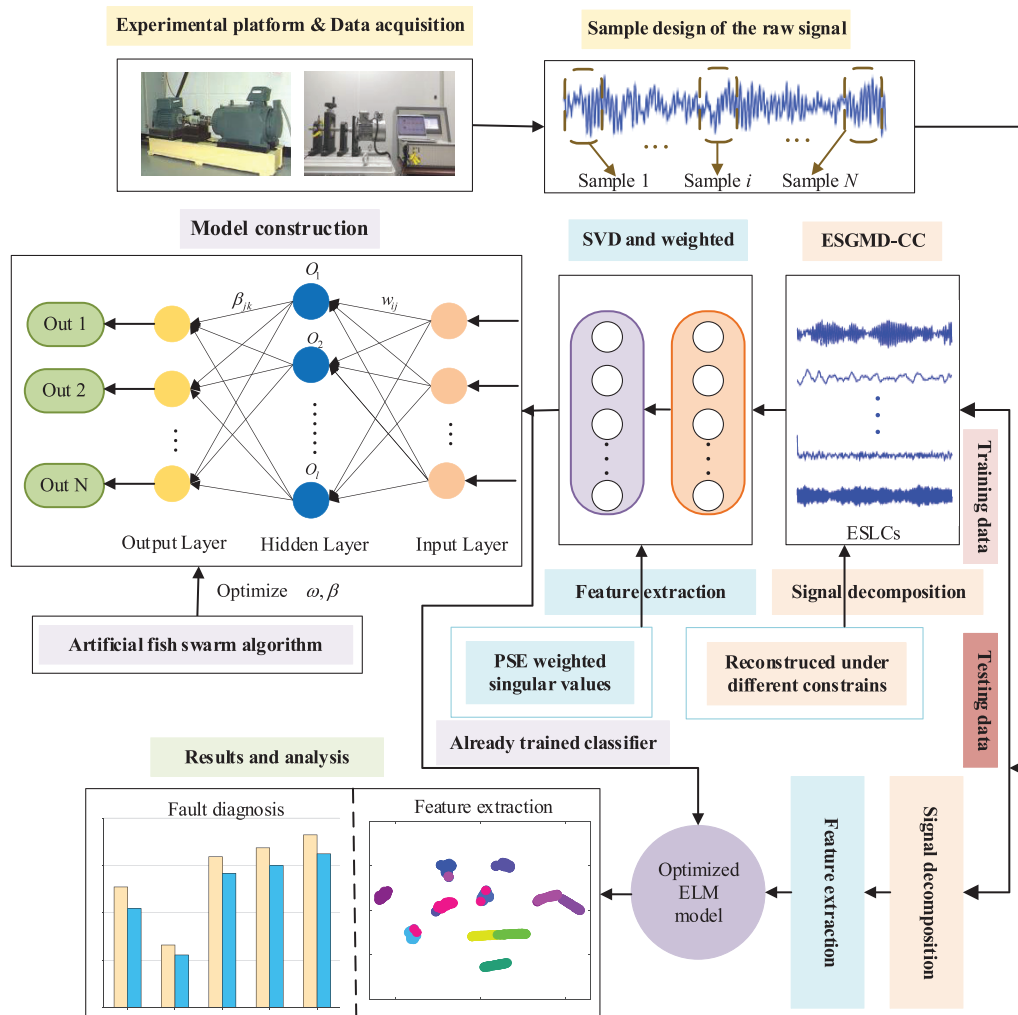 Experimental platform & Data acquisition
Sample design of the raw signal
Sample 1
Sample i
Sample N
Model construction
SVD and weighted
ESGMD-CC
O1
βjk
wij
O2
Ol
Out 1
Out 2
Out N
Output Layer
Hidden Layer
Input Layer
ESLCs
Training data
Optimize ω, β
Feature extraction
Signal decomposition
Artificial fish swarm algorithm
PSE weighted
singular values
Reconstruced under
different constrains
Testing data
Already trained classifier
Results and analysis
Fault diagnosis
Feature extraction
Optimized
ELM
model
Feature extraction
Signal decomposition